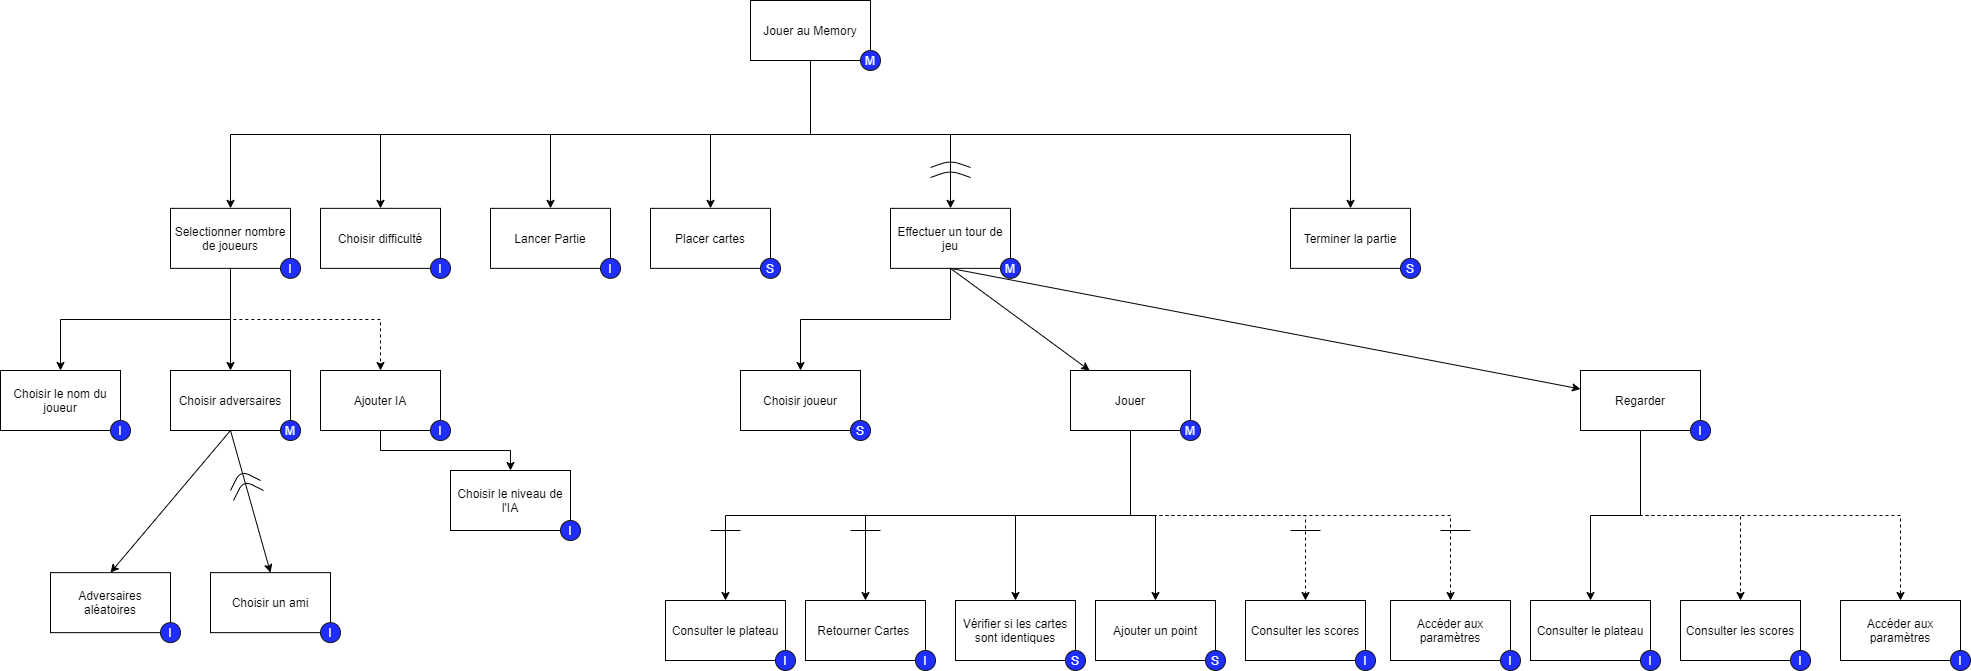 Jouer au Memory
M
Selectionner nombre
de joueurs
I
Choisir difficulté
I
Lancer Partie
I
Placer cartes
S
Effectuer un tour de
jeu
M
Terminer la partie
S
Choisir le nom du
joueur
I
Choisir adversaires
M
Ajouter IA
I
Choisir joueur
S
Jouer
M
Regarder
I
Choisir le niveau de
l'IA
I
Adversaires
aléatoires
I
Choisir un ami
I
Consulter le plateau
I
Retourner Cartes
I
Vérifier si les cartes
sont identiques
S
Ajouter un point
S
Consulter les scores
I
Accéder aux
paramètres
I
Consulter le plateau
I
Consulter les scores
I
Accéder aux
paramètres
I